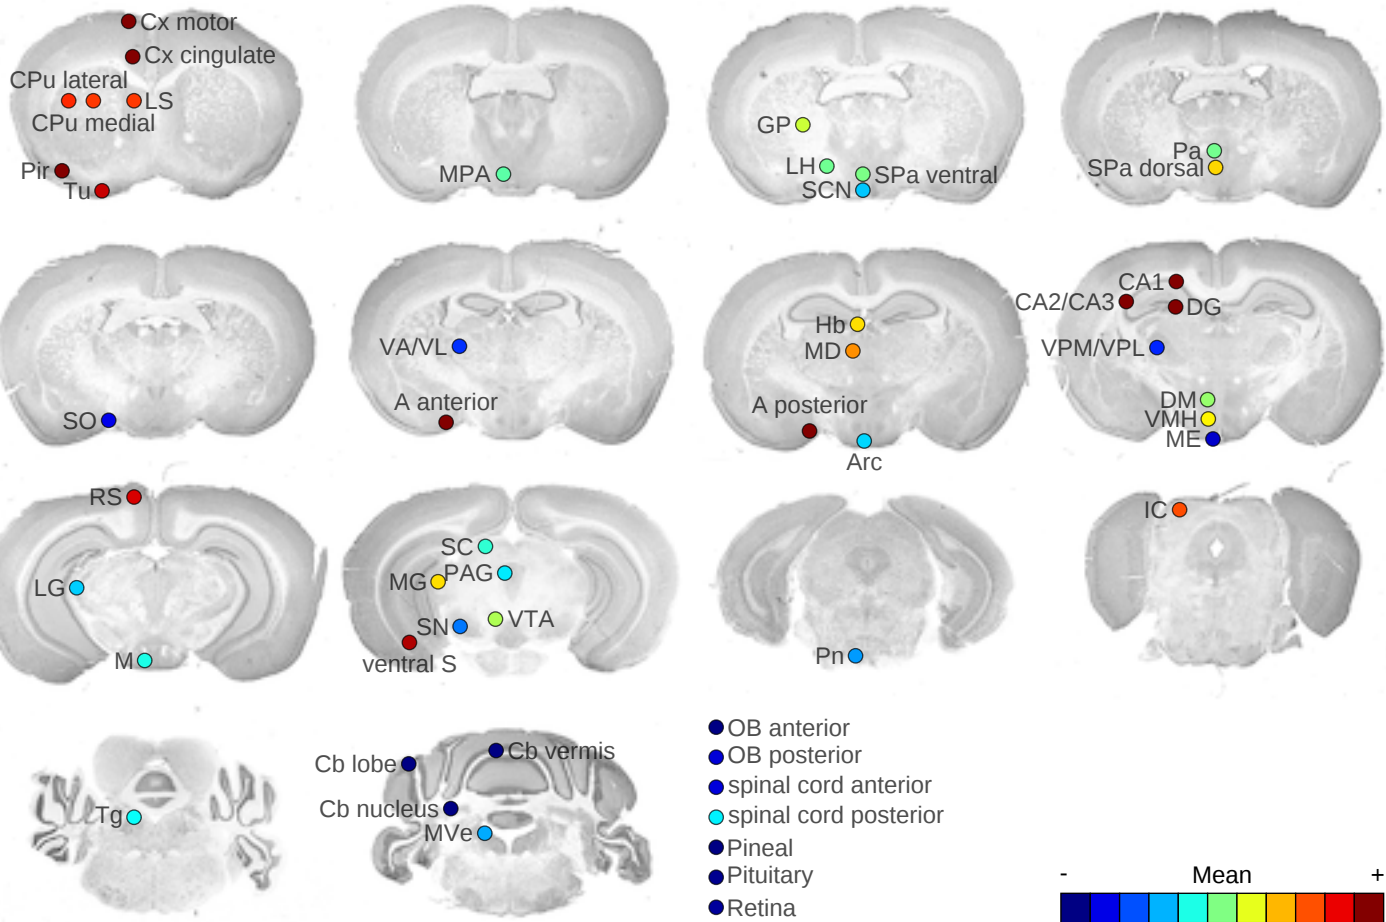 Cx motor
Cx cingulate
CPu lateral
LS
CPu medial
Pir
Tu
MPA
GP
LH
SPa ventral
SCN
Pa
SPa dorsal
SO
VA/VL
A anterior
Hb
MD
A posterior
Arc
CA1
CA2/CA3
DG
VPM/VPL
DM
VMH
ME
RS
LG
M
SC
PAG
MG
VTA
SN
ventral S
Pn
IC
Tg
Cb vermis
Cb lobe
Cb nucleus
MVe
OB anterior
OB posterior
spinal cord anterior
spinal cord posterior
Pineal
Pituitary
Retina
- Mean +